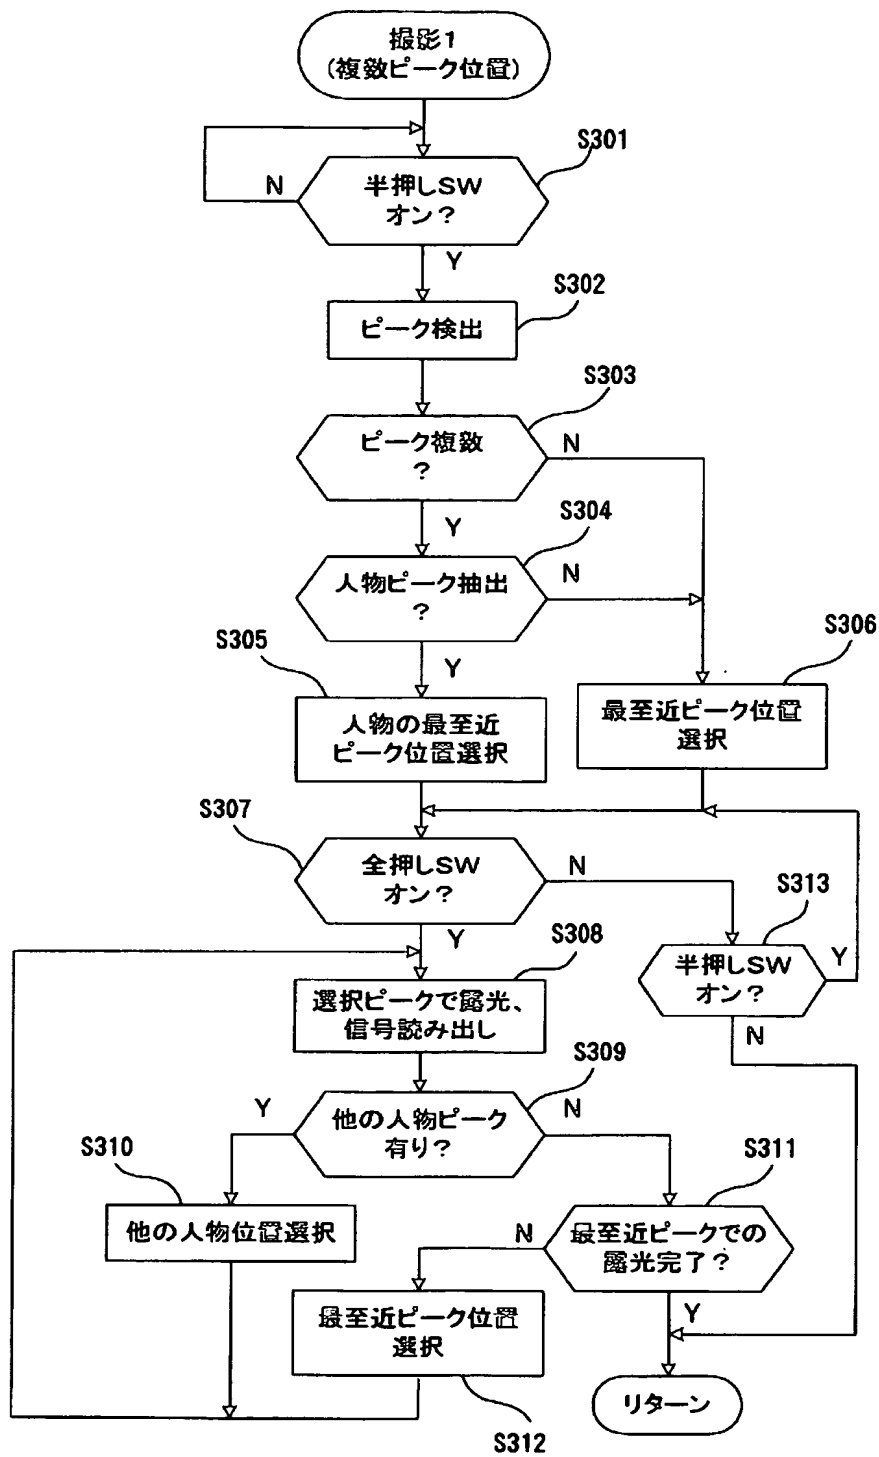 撮影1
(複数ピーク位置)
S301
半押しSW
オン?
N
Y
S302
ピーク検出
S303
ピーク複数
?
N
Y
S304
人物ピーク抽出
?
N
Y
S305
人物の最至近
ピーク位置選択
S306
最至近ピーク位置
選択
S307
全押しSW
オン?
N
Y
S313
半押しSW
オン?
Y
N
S308
選択ピークで露光、
信号読み出し
S309
他の人物ピーク
有り?
Y
N
S310
他の人物位置選択
S311
最至近ピークでの
露光完了?
N
Y
最至近ピーク位置
選択
S312
リターン